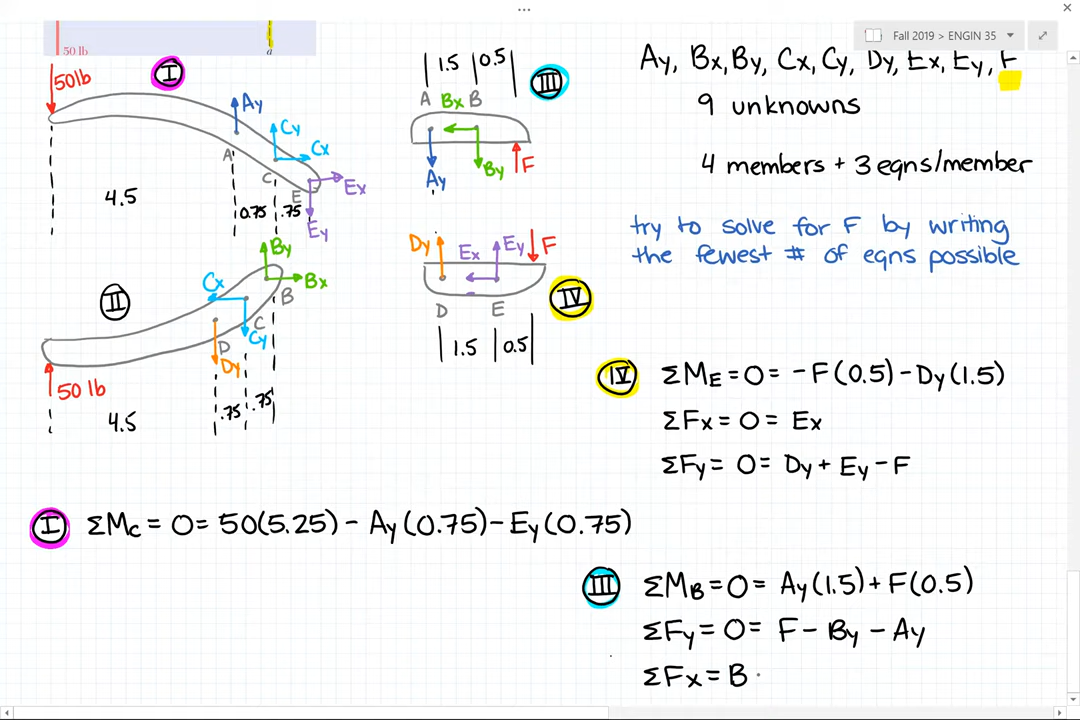 ...
Fall 2019 > ENGIN 35
50 lb
a
50lb
I
Ay
Cy
Cx
A
C
E
Ex
Ey
4.5
0.75
.75
1.5
0.5
III
A
Bx
B
Ay
By
F
Ay, Bx, By, Cx, Cy, Dy, Ex, Ey, F
9 unknowns
4 members + 3 eqns/member
try to solve for F by writing
the fewest # of eqns possible
By
Cx
Bx
II
B
C
D
Cy
Dy
50 lb
4.5
.75
.75
Dy
Ex
Ey
F
IV
D
E
1.5
0.5
IV ΣM_E = 0 = -F(0.5) - Dy(1.5)
ΣFx = 0 = Ex
ΣFy = 0 = Dy + Ey - F
I ΣMc = 0 = 50(5.25) - Ay(0.75) - Ey(0.75)
III ΣM_B = 0 = Ay(1.5) + F(0.5)
ΣFy = 0 = F - By - Ay
ΣFx = B